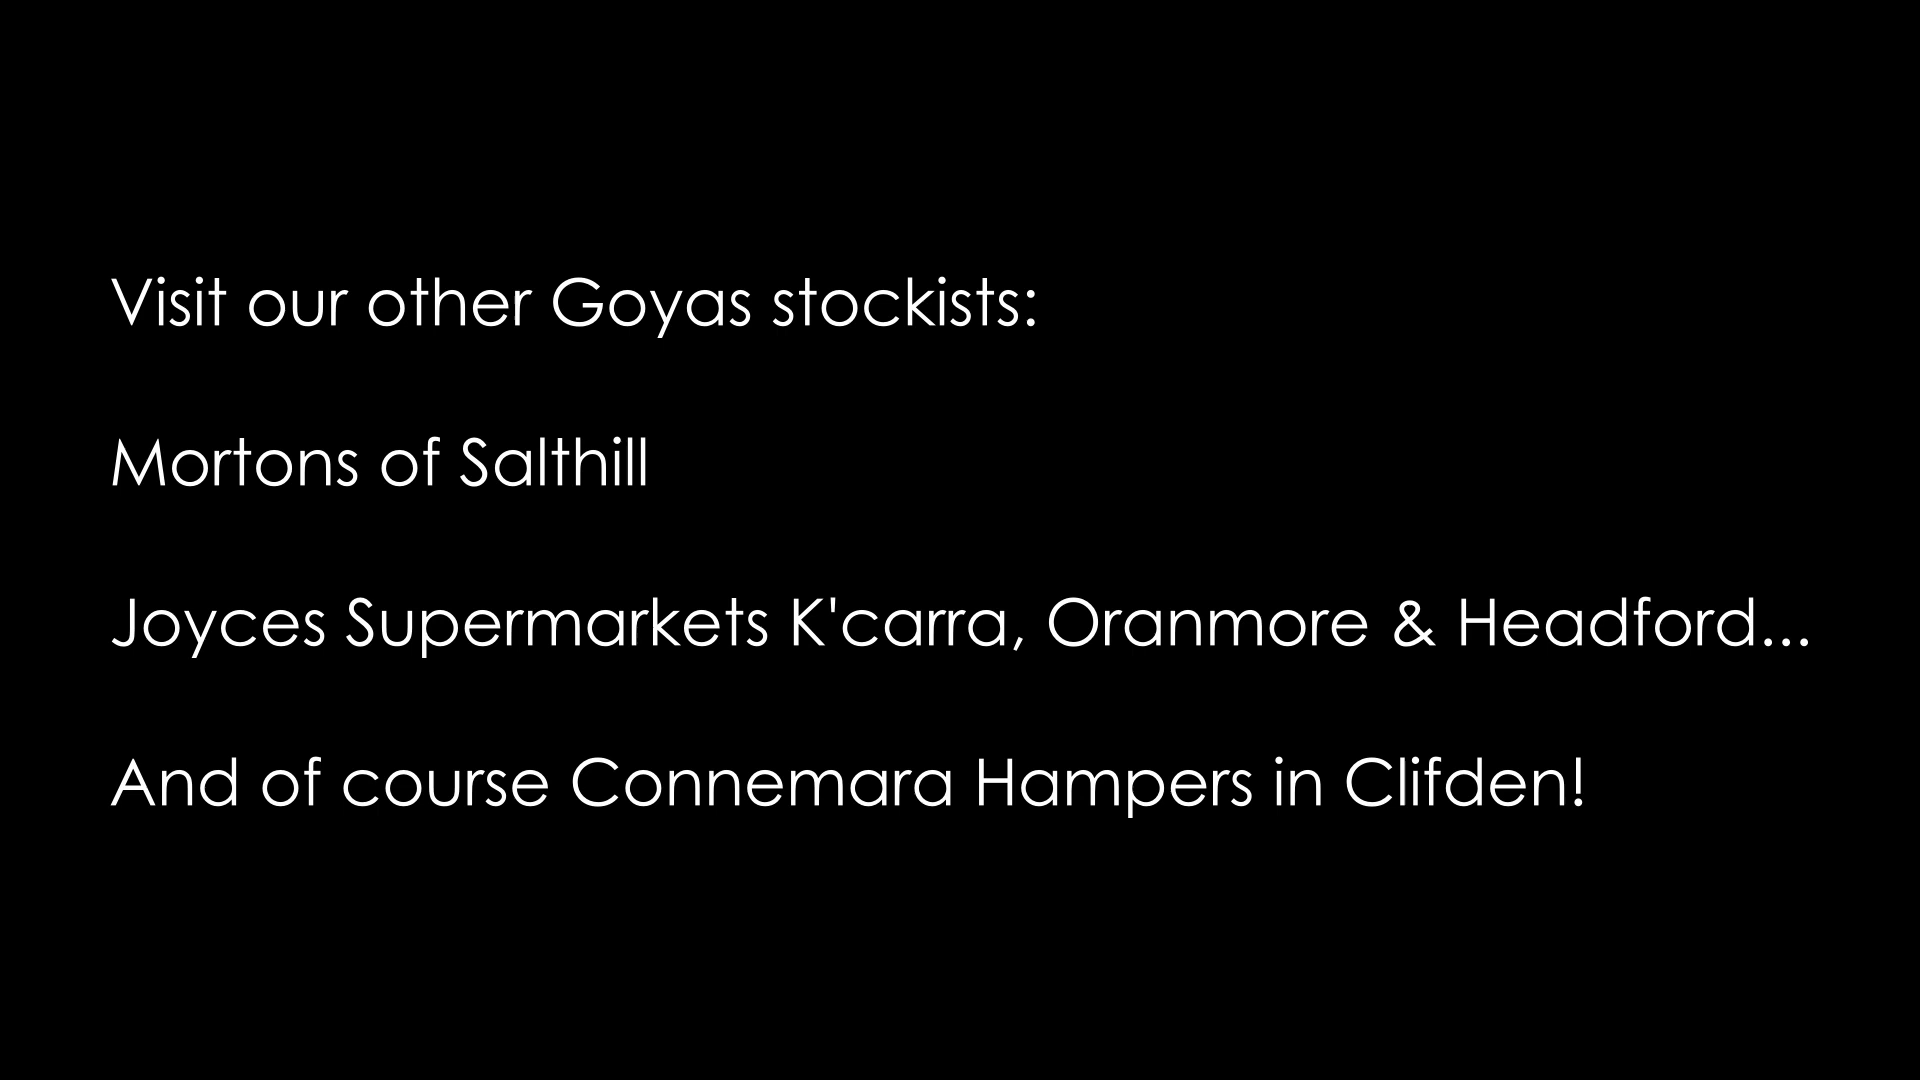 Visit our other Goyas stockists:
Mortons of Salthill
Joyces Supermarkets K'carra, Oranmore & Headford...
And of course Connemara Hampers in Clifden!